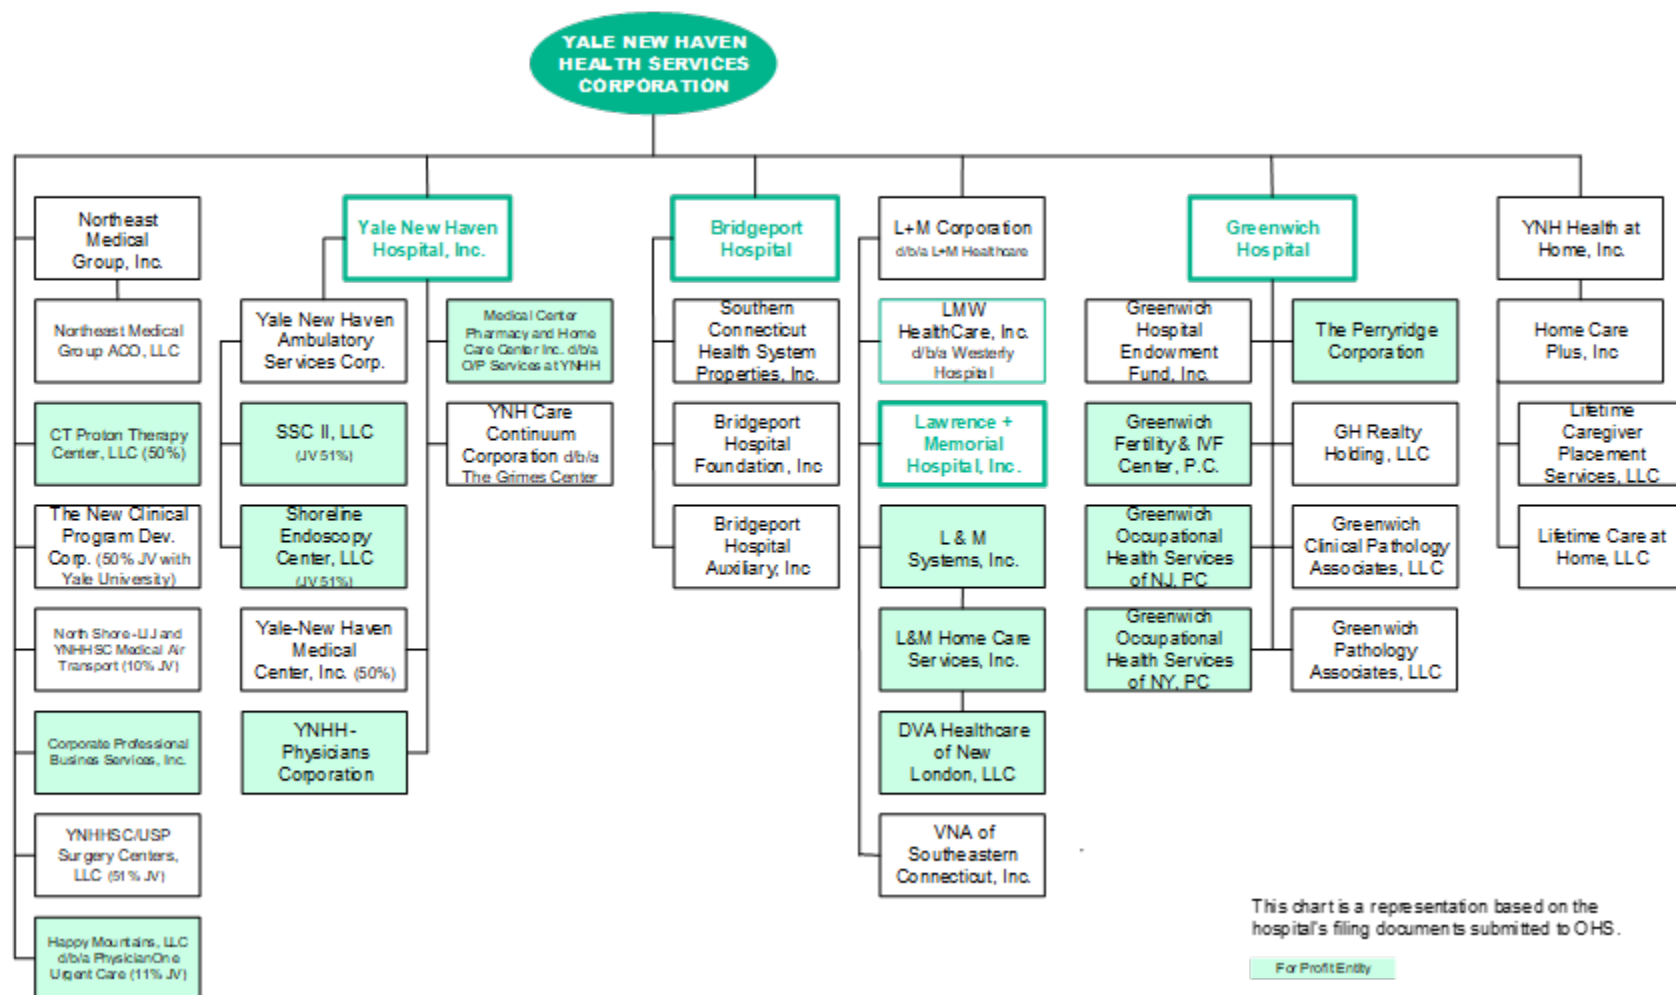 YALE NEW HAVEN
HEALTH SERVICES
CORPORATION
Northeast
Medical
Group, Inc.
Northeast Medical
Group ACO, LLC
CT Proton Therapy
Center, LLC (50%)
The New Clinical
Program Dev.
Corp. (50% JV with
Yale University)
North Shore-LIJ and
YNHHSC Medical Air
Transport (10% JV)
Corporate Professional
Busines Services, Inc.
YNHHSC/USP
Surgery Centers,
LLC (51% JV)
Happy Mountains, LLC
d/b/a PhysicianOne
Urgent Care (11% JV)
Yale New Haven
Hospital, Inc.
Yale New Haven
Ambulatory
Services Corp.
SSC II, LLC
(JV 51%)
Shoreline
Endoscopy
Center, LLC
(JV 51%)
Yale-New Haven
Medical
Center, Inc. (50%)
YNHH-
Physicians
Corporation
Medical Center
Pharmacy and Home
Care Center Inc. d/b/a
O/P Services at YNHH
YNH Care
Continuum
Corporation d/b/a
The Grimes Center
Bridgeport
Hospital
Southern
Connecticut
Health System
Properties, Inc.
Bridgeport
Hospital
Foundation, Inc
Bridgeport
Hospital
Auxiliary, Inc
L+M Corporation
d/b/a L+M Healthcare
LMW
HealthCare, Inc.
d/b/a Westerly
Hospital
Lawrence +
Memorial
Hospital, Inc.
L & M
Systems, Inc.
L&M Home Care
Services, Inc.
DVA Healthcare
of New
London, LLC
VNA of
Southeastern
Connecticut, Inc.
Greenwich
Hospital
Greenwich
Hospital
Endowment
Fund, Inc.
Greenwich
Fertility & IVF
Center, P.C.
Greenwich
Occupational
Health Services
of NJ, PC
Greenwich
Occupational
Health Services
of NY, PC
The Perryridge
Corporation
GH Realty
Holding, LLC
Greenwich
Clinical Pathology
Associates, LLC
Greenwich
Pathology
Associates, LLC
YNH Health at
Home, Inc.
Home Care
Plus, Inc
Lifetime
Caregiver
Placement
Services, LLC
Lifetime Care at
Home, LLC
This chart is a representation based on the
hospital's filing documents submitted to OHS.
For Profit Entity